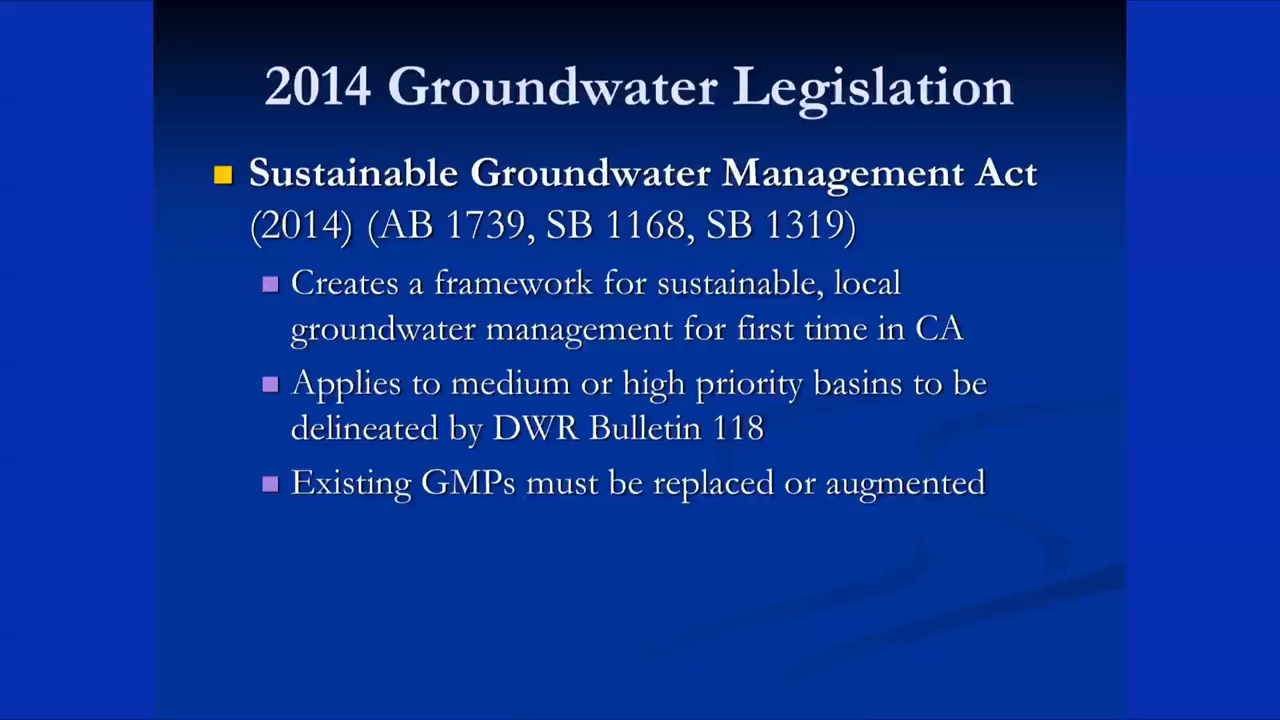 2014 Groundwater Legislation
Sustainable Groundwater Management Act
(2014) (AB 1739, SB 1168, SB 1319)
Creates a framework for sustainable, local
groundwater management for first time in CA
Applies to medium or high priority basins to be
delineated by DWR Bulletin 118
Existing GMPs must be replaced or augmented